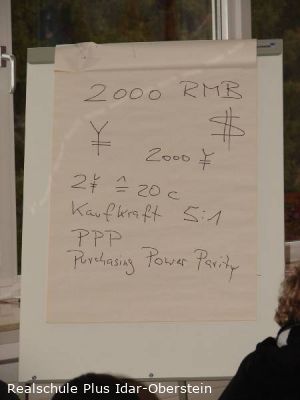 2000 RMB
¥ $
2000 ¥
2 ¥ ≙ 20 c
Kaufkraft 5:1
PPP
Purchasing Power Parity
Realschule Plus Idar-Oberstein